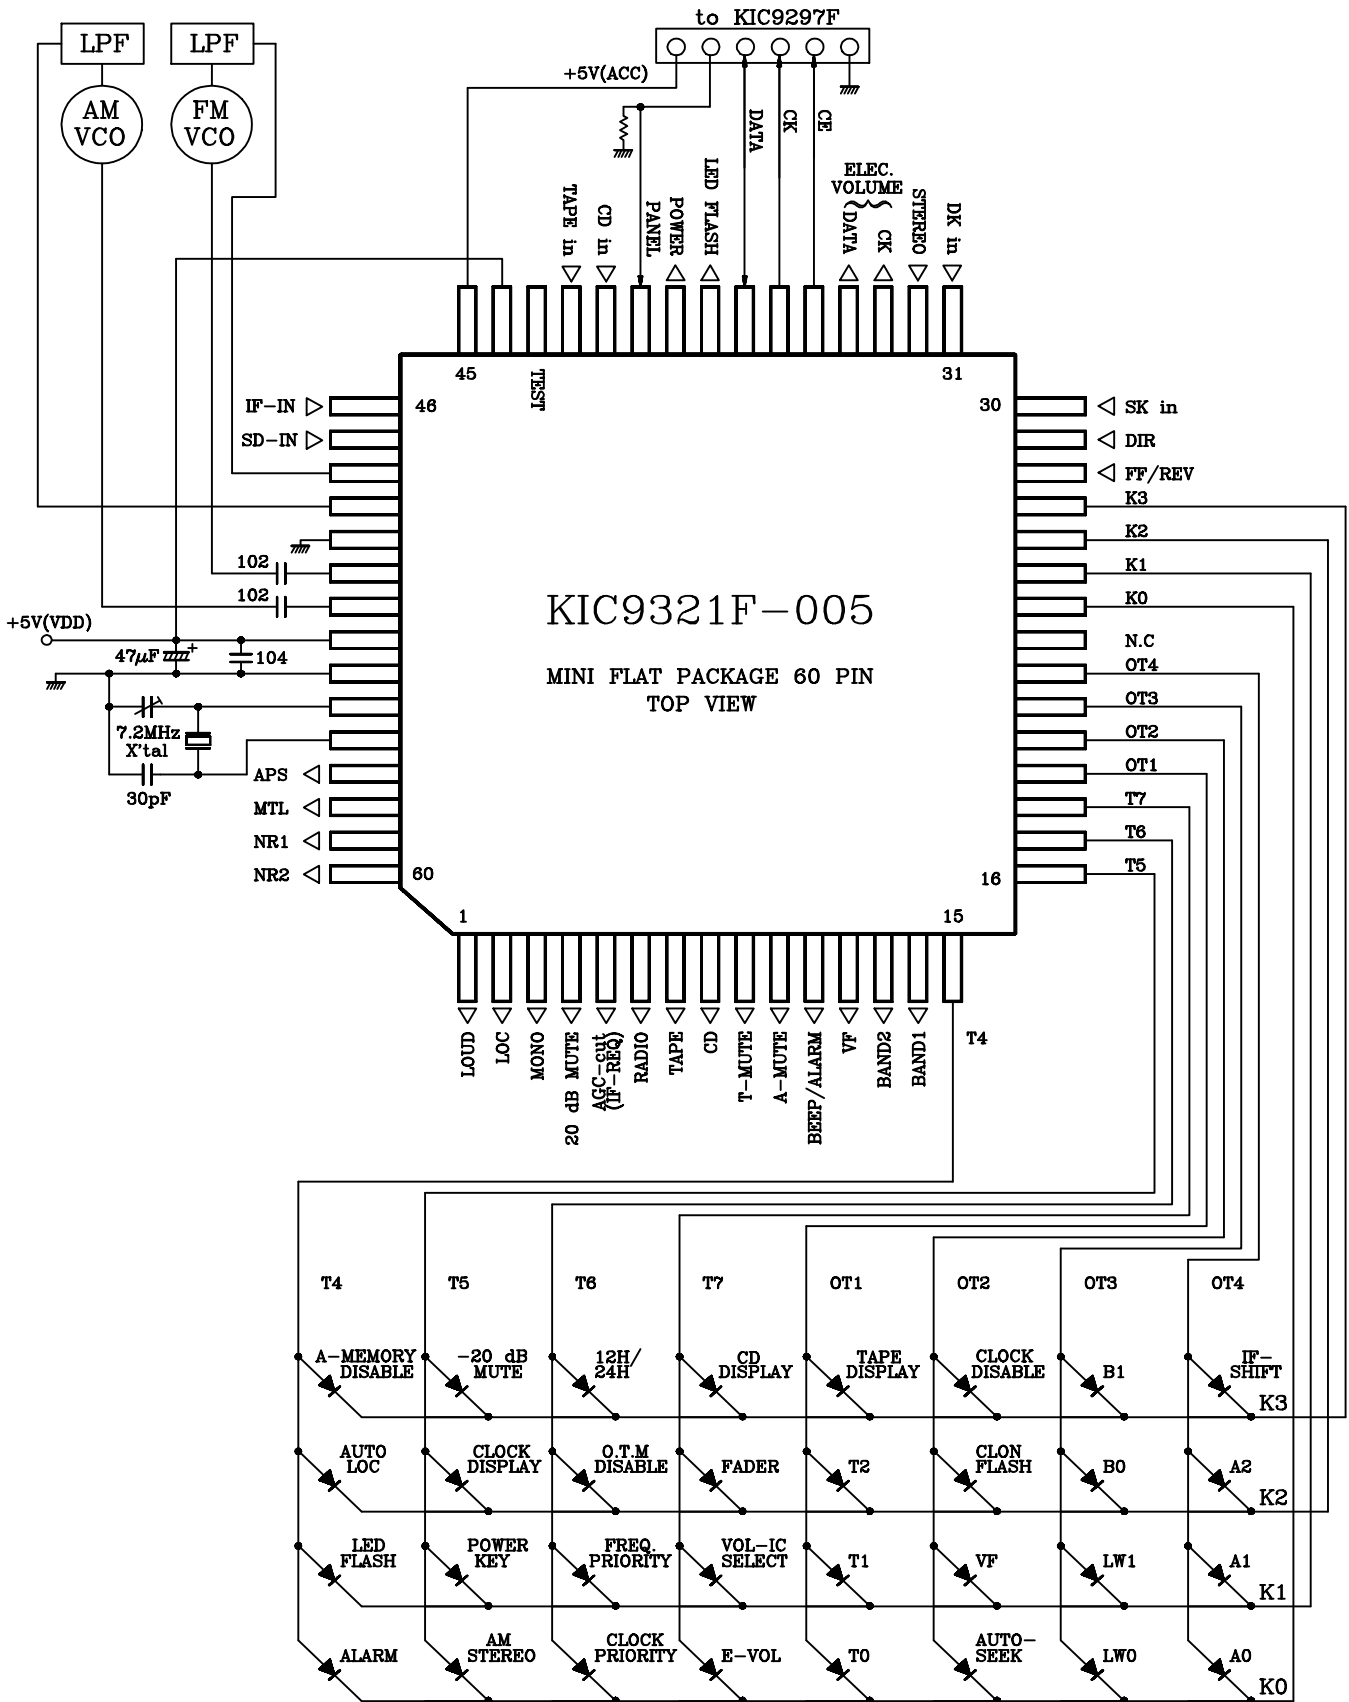 to KIC9297F
LPF
LPF
+5V(ACC)
AM
VCO
FM
VCO
DATA
CK
CE
ELEC.
VOLUME
TAPE in
CD in
PANEL
POWER
LED FLASH
DATA
CK
STEREO
DK in
45
TEST
31
46
30
IF-IN
SD-IN
SK in
DIR
FF/REV
K3
K2
102
K1
102
K0
+5V(VDD)
47μF
+
104
N.C
KIC9321F-005
MINI FLAT PACKAGE 60 PIN
TOP VIEW
OT4
OT3
7.2MHz
X'tal
OT2
30pF
APS
OT1
MTL
T7
NR1
T6
NR2
T5
60
16
1
15
LOUD
LOC
MONO
20 dB MUTE
AGC-cut
(IF-REQ)
RADIO
TAPE
CD
T-MUTE
A-MUTE
BEEP/ALARM
VF
BAND2
BAND1
T4
T4
T5
T6
T7
OT1
OT2
OT3
OT4
A-MEMORY
DISABLE
-20 dB
MUTE
12H/
24H
CD
DISPLAY
TAPE
DISPLAY
CLOCK
DISABLE
B1
IF-
SHIFT
K3
AUTO
LOC
CLOCK
DISPLAY
O.T.M
DISABLE
FADER
T2
CLON
FLASH
B0
A2
K2
LED
FLASH
POWER
KEY
FREQ.
PRIORITY
VOL-IC
SELECT
T1
VF
LW1
A1
K1
ALARM
AM
STEREO
CLOCK
PRIORITY
E-VOL
T0
AUTO-
SEEK
LW0
A0
K0